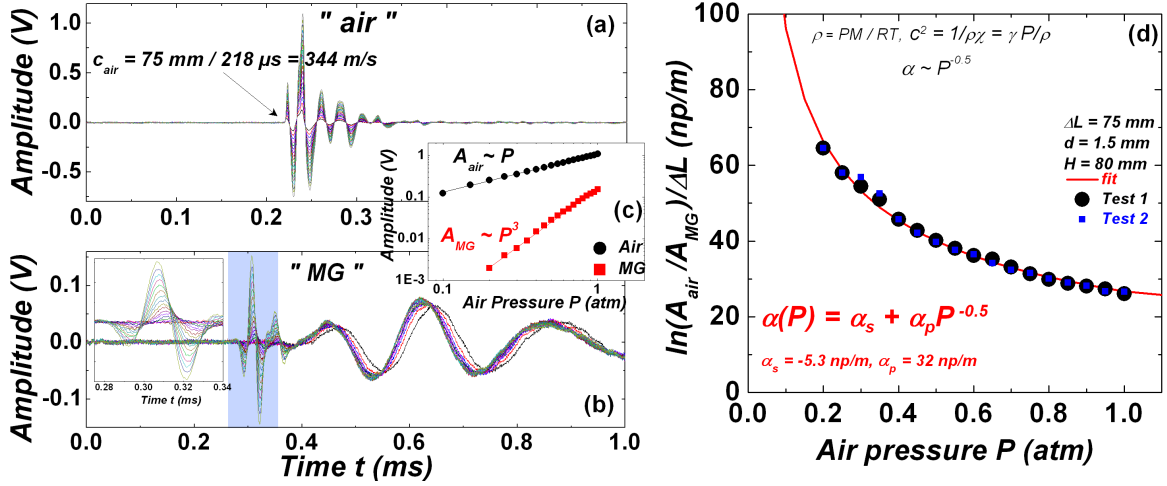 Amplitude (V)
1.0
0.5
0.0
-0.5
" air "
(a)
c_air = 75 mm / 218 µs = 344 m/s
0.0
0.1
0.2
0.3
Amplitude (V)
1
0.1
0.01
1E-3
A_air ~ P
(c)
A_MG ~ P^3
Air
MG
0.1
1
Air Pressure P (atm)
Amplitude (V)
0.1
0.0
-0.1
" MG "
(b)
0.28
0.30
0.32
0.34
Time t (ms)
0.0
0.2
0.4
0.6
0.8
1.0
Time t (ms)
ln(A_air /A_MG)/ΔL (np/m)
100
80
60
40
20
0
(d)
ρ = PM / RT, c² = 1/ρχ = γ P/ρ
α ~ P^-0.5
ΔL = 75 mm
d = 1.5 mm
H = 80 mm
fit
Test 1
Test 2
α(P) = α_s + α_p P^-0.5
α_s = -5.3 np/m, α_p = 32 np/m
0.0
0.2
0.4
0.6
0.8
1.0
Air pressure P (atm)